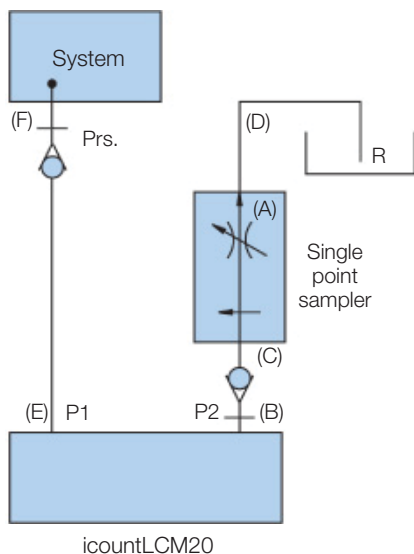 System
(F)
Prs.
(D)
R
(A)
Single
point
sampler
(C)
(E) P1
P2 (B)
icountLCM20